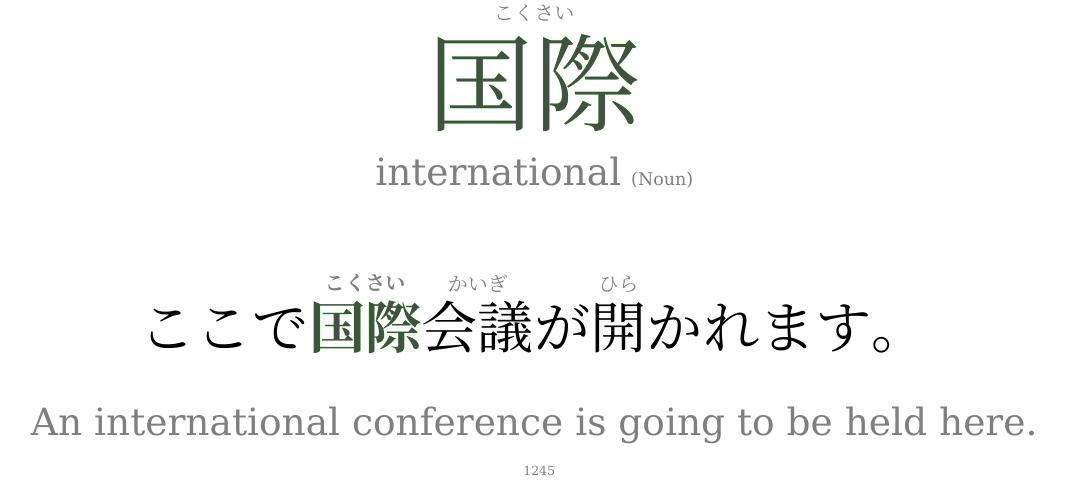 こくさい
国際
international (Noun)
こくさい かいぎ ひら
ここで国際会議が開かれます。
An international conference is going to be held here.
1245